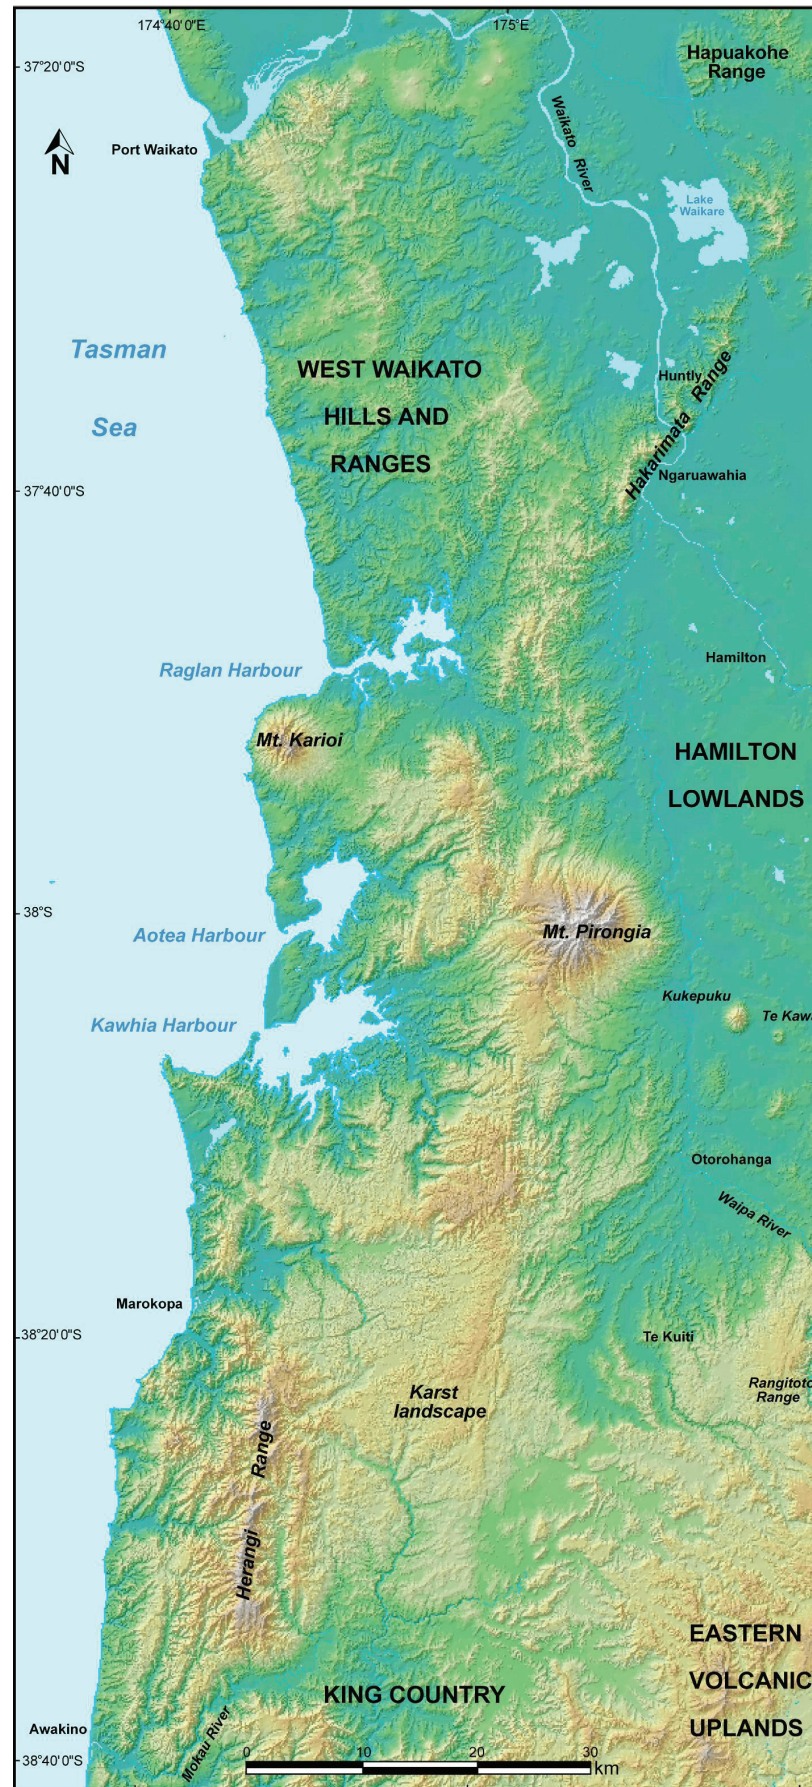 174°40'0"E
175°E
37°20'0"S
Hapuakohe
Range
Port Waikato
N
Waikato River
Lake
Waikare
Tasman
Sea
WEST WAIKATO
HILLS AND
RANGES
Huntly
Hakarimata Range
37°40'0"S
Ngaruawahia
Raglan Harbour
Hamilton
Mt. Karioi
HAMILTON
LOWLANDS
38°S
Aotea Harbour
Mt. Pirongia
Kawhia Harbour
Kukepuku
Te Kawa
Otorohanga
Waipa River
Marokopa
38°20'0"S
Te Kuiti
Karst
landscape
Rangitoto
Range
Herangi Range
EASTERN
VOLCANIC
UPLANDS
KING COUNTRY
Awakino
Mokau River
38°40'0"S
0 10 20 30 km